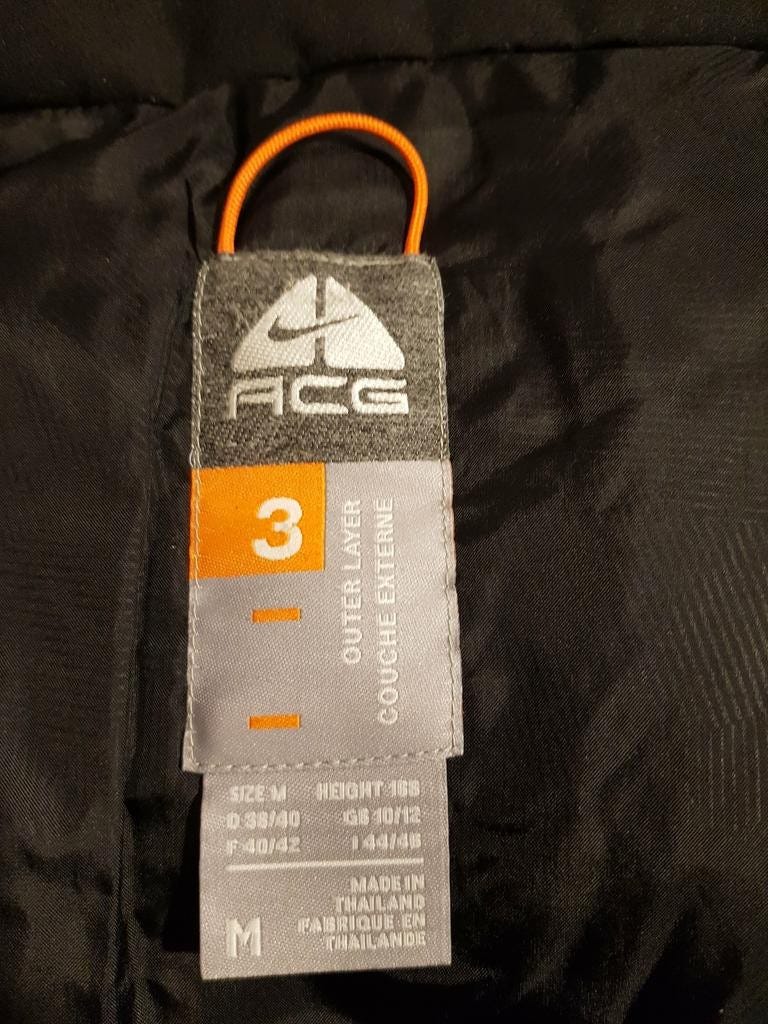 ACG
3
OUTER LAYER
COUCHE EXTERNE
SIZE M HEIGHT 168
D 38/40 GB 10/12
F 40/42 I 44/46
MADE IN
THAILAND
FABRIQUE EN
THAILANDE
M